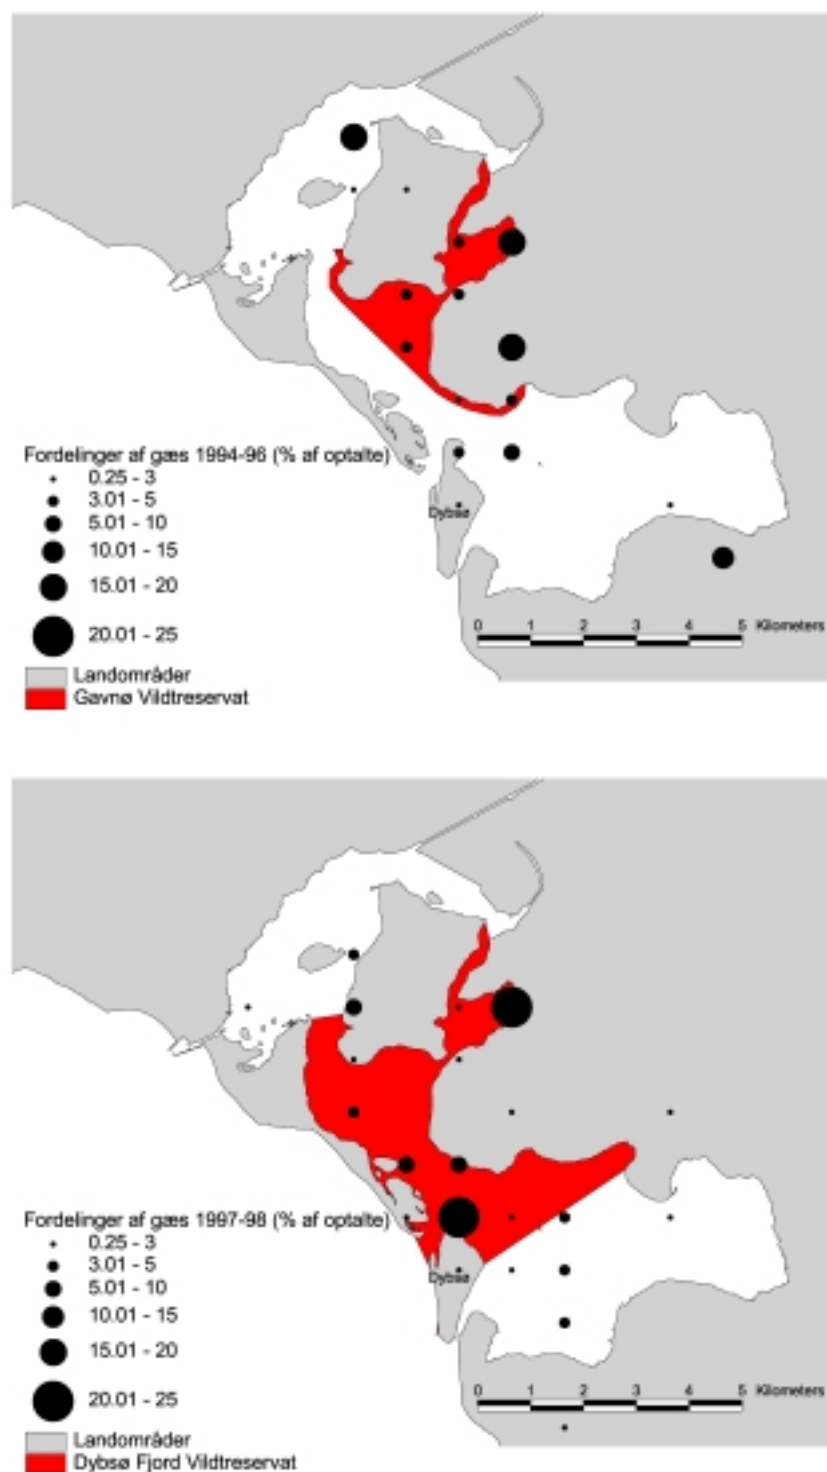 Fordelinger af gæs 1994-96 (% af optalte)
0.25 - 3
3.01 - 5
5.01 - 10
10.01 - 15
15.01 - 20
20.01 - 25
Landområder
Gavnø Vildtreservat
Dybsø
0 1 2 3 4 5 Kilometers
Fordelinger af gæs 1997-98 (% af optalte)
0.25 - 3
3.01 - 5
5.01 - 10
10.01 - 15
15.01 - 20
20.01 - 25
Landområder
Dybsø Fjord Vildtreservat
Dybsø
0 1 2 3 4 5 Kilometers